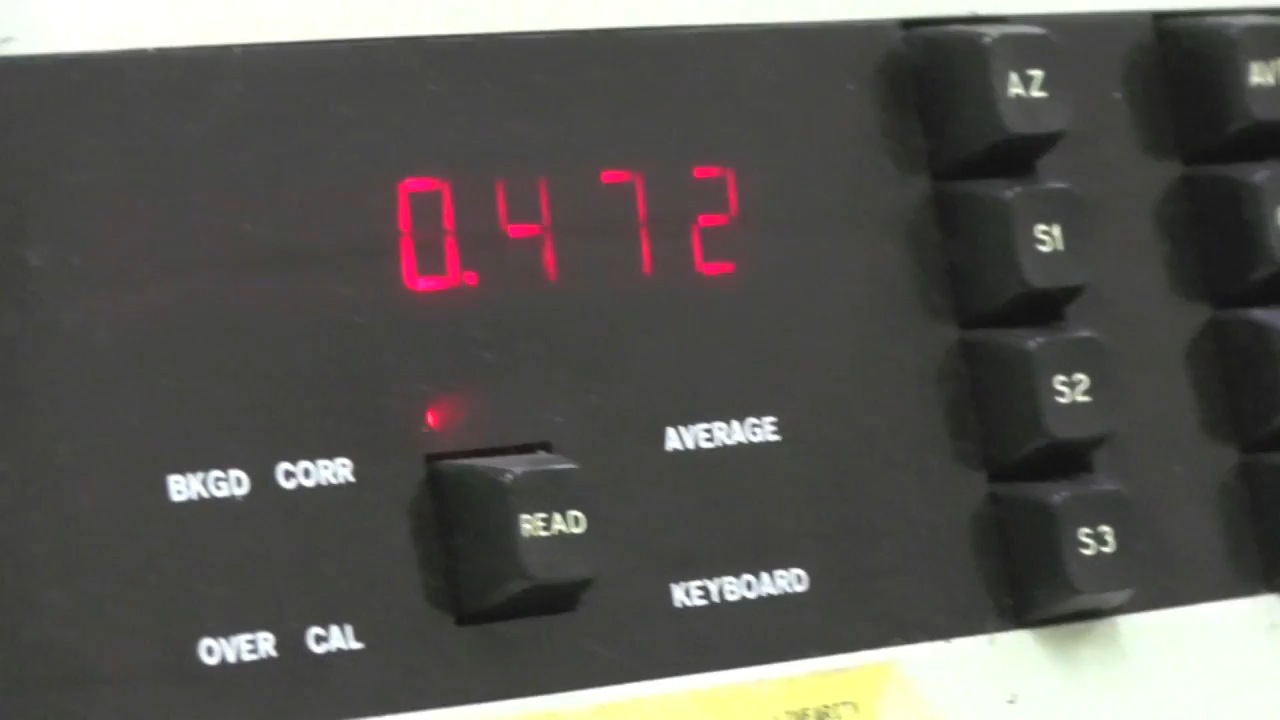 0.472
AZ
S1
S2
S3
BKGD CORR
READ
AVERAGE
OVER CAL
KEYBOARD